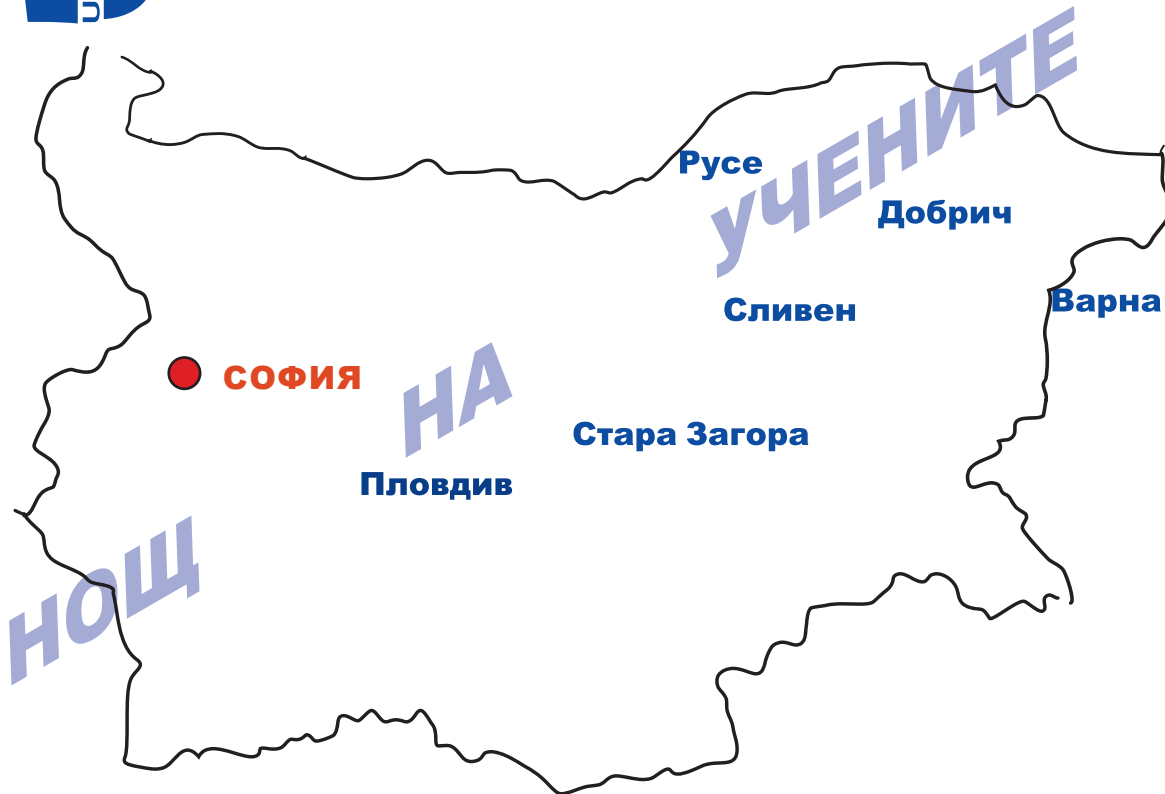 НОЩ НА УЧЕНИТЕ
Русе
Добрич
Варна
Сливен
СОФИЯ
Стара Загора
Пловдив